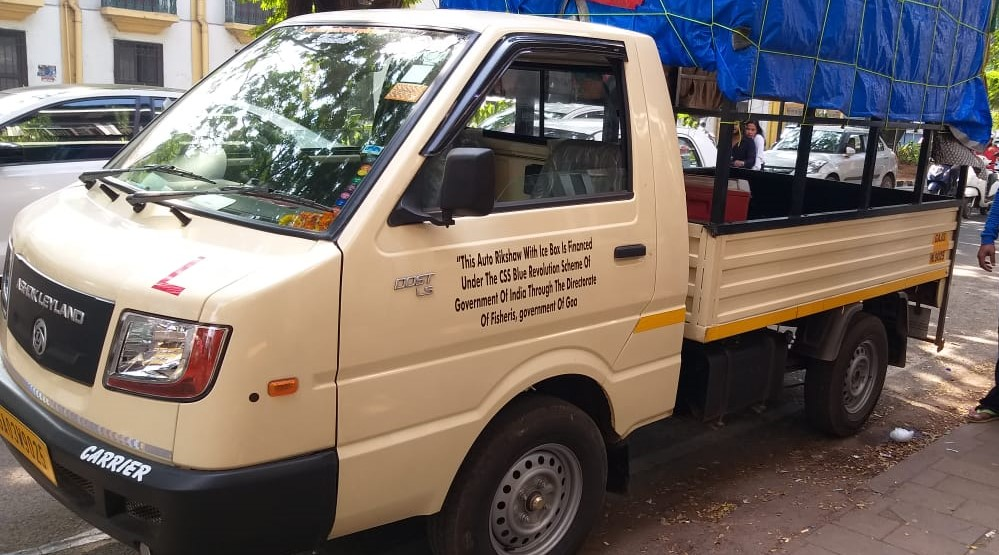 ASHOK LEYLAND
L
DOST
LS
"This Auto Rikshaw With Ice Box Is Financed
Under The CSS Blue Revolution Scheme Of
Government Of India Through The Directorate
Of Fisheris, government Of Goa
CARRIER